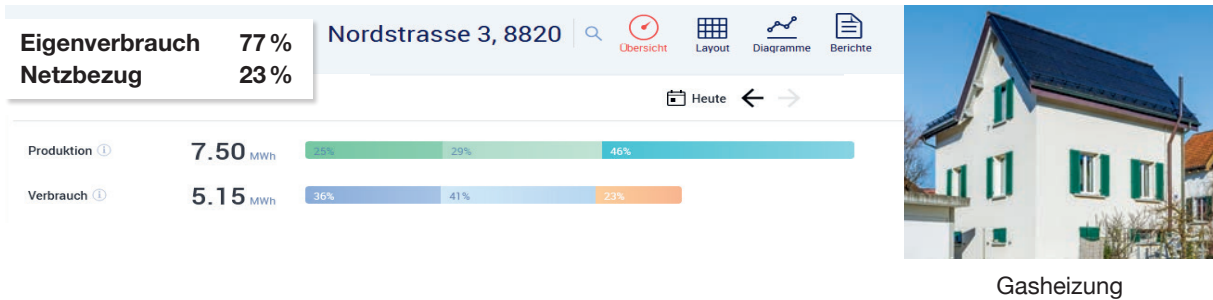 Eigenverbrauch 77 %
Netzbezug 23 %
Nordstrasse 3, 8820
Übersicht
Layout
Diagramme
Berichte
Heute
Produktion 7.50 MWh 25% 29% 46%
Verbrauch 5.15 MWh 36% 41% 23%
Gasheizung